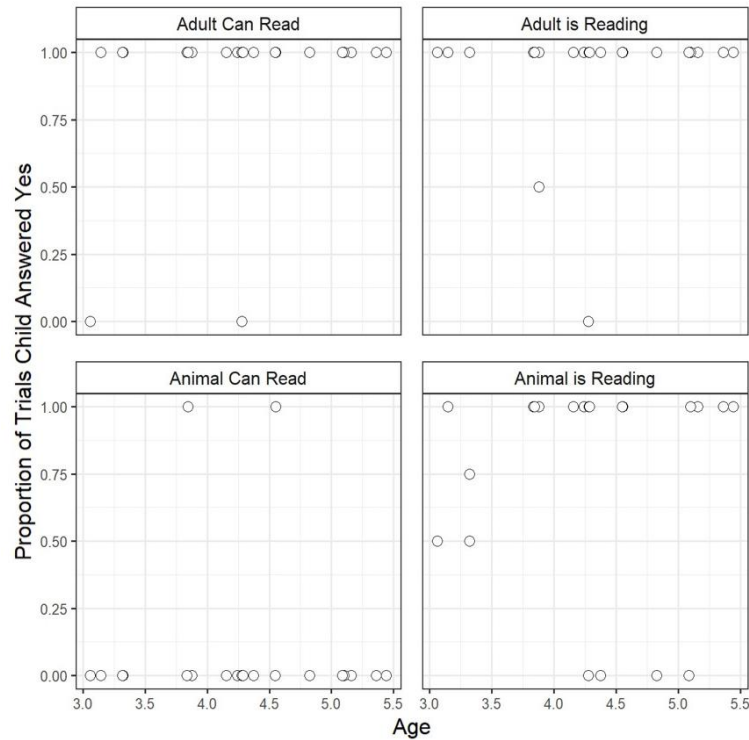 Adult Can Read
Adult is Reading
1.00
0.75
0.50
0.25
0.00
Animal Can Read
Animal is Reading
1.00
0.75
0.50
0.25
0.00
3.0 3.5 4.0 4.5 5.0 5.5
3.0 3.5 4.0 4.5 5.0 5.5
Age
Proportion of Trials Child Answered Yes